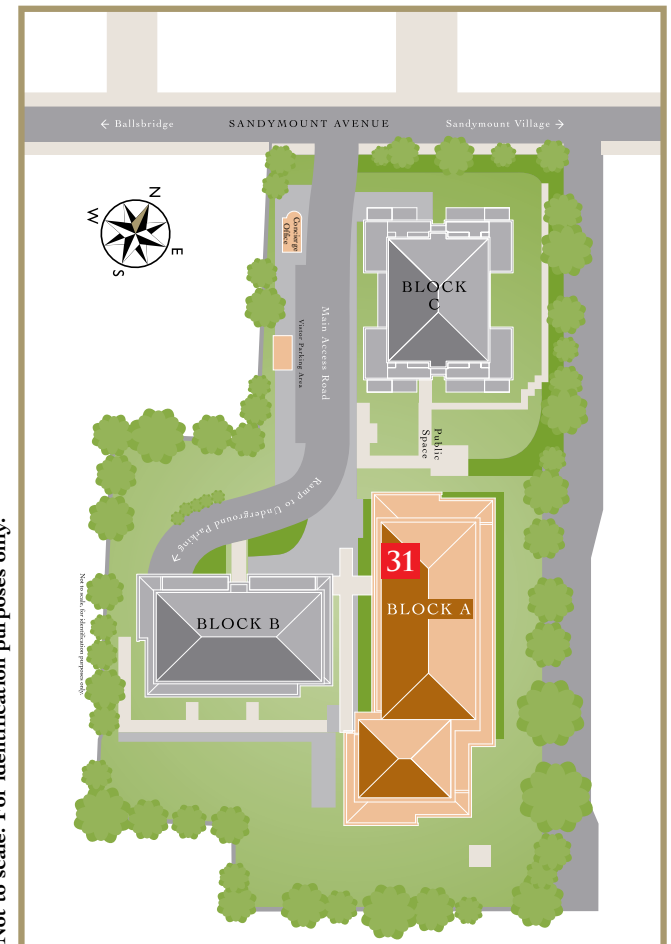 ← Ballsbridge
SANDYMOUNT AVENUE
Sandymount Village →
N
W
E
S
Concierge
Office
BLOCK
C
Main Access Road
Vistor Parking Area
Public
Space
Ramp to Underground Parking →
31
BLOCK A
BLOCK B
Not to scale, for identification purposes only.
Not to scale. For identification purposes only.